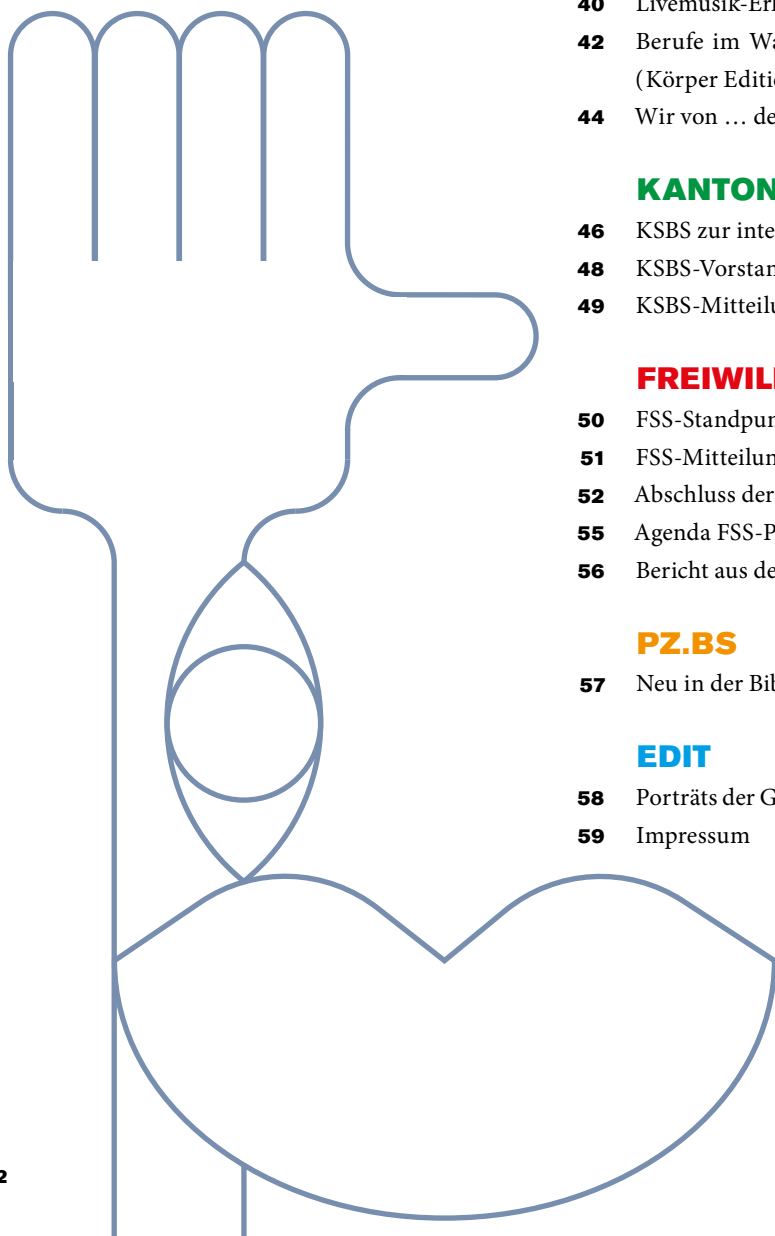 40 Livemusik-Erl
42 Berufe im Wa
(Körper Editi
44 Wir von … de
KANTON
46 KSBS zur inte
48 KSBS-Vorstan
49 KSBS-Mitteilu
FREIWILL
50 FSS-Standpun
51 FSS-Mitteilun
52 Abschluss der
55 Agenda FSS-P
56 Bericht aus de
PZ.BS
57 Neu in der Bib
EDIT
58 Porträts der G
59 Impressum
2